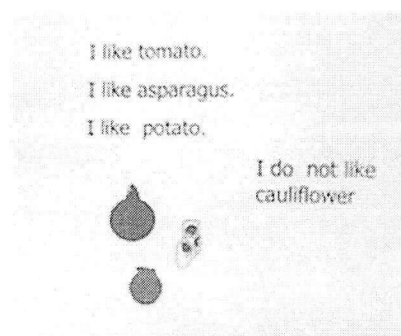 I like tomato.
I like asparagus.
I like potato.
I do not like
cauliflower